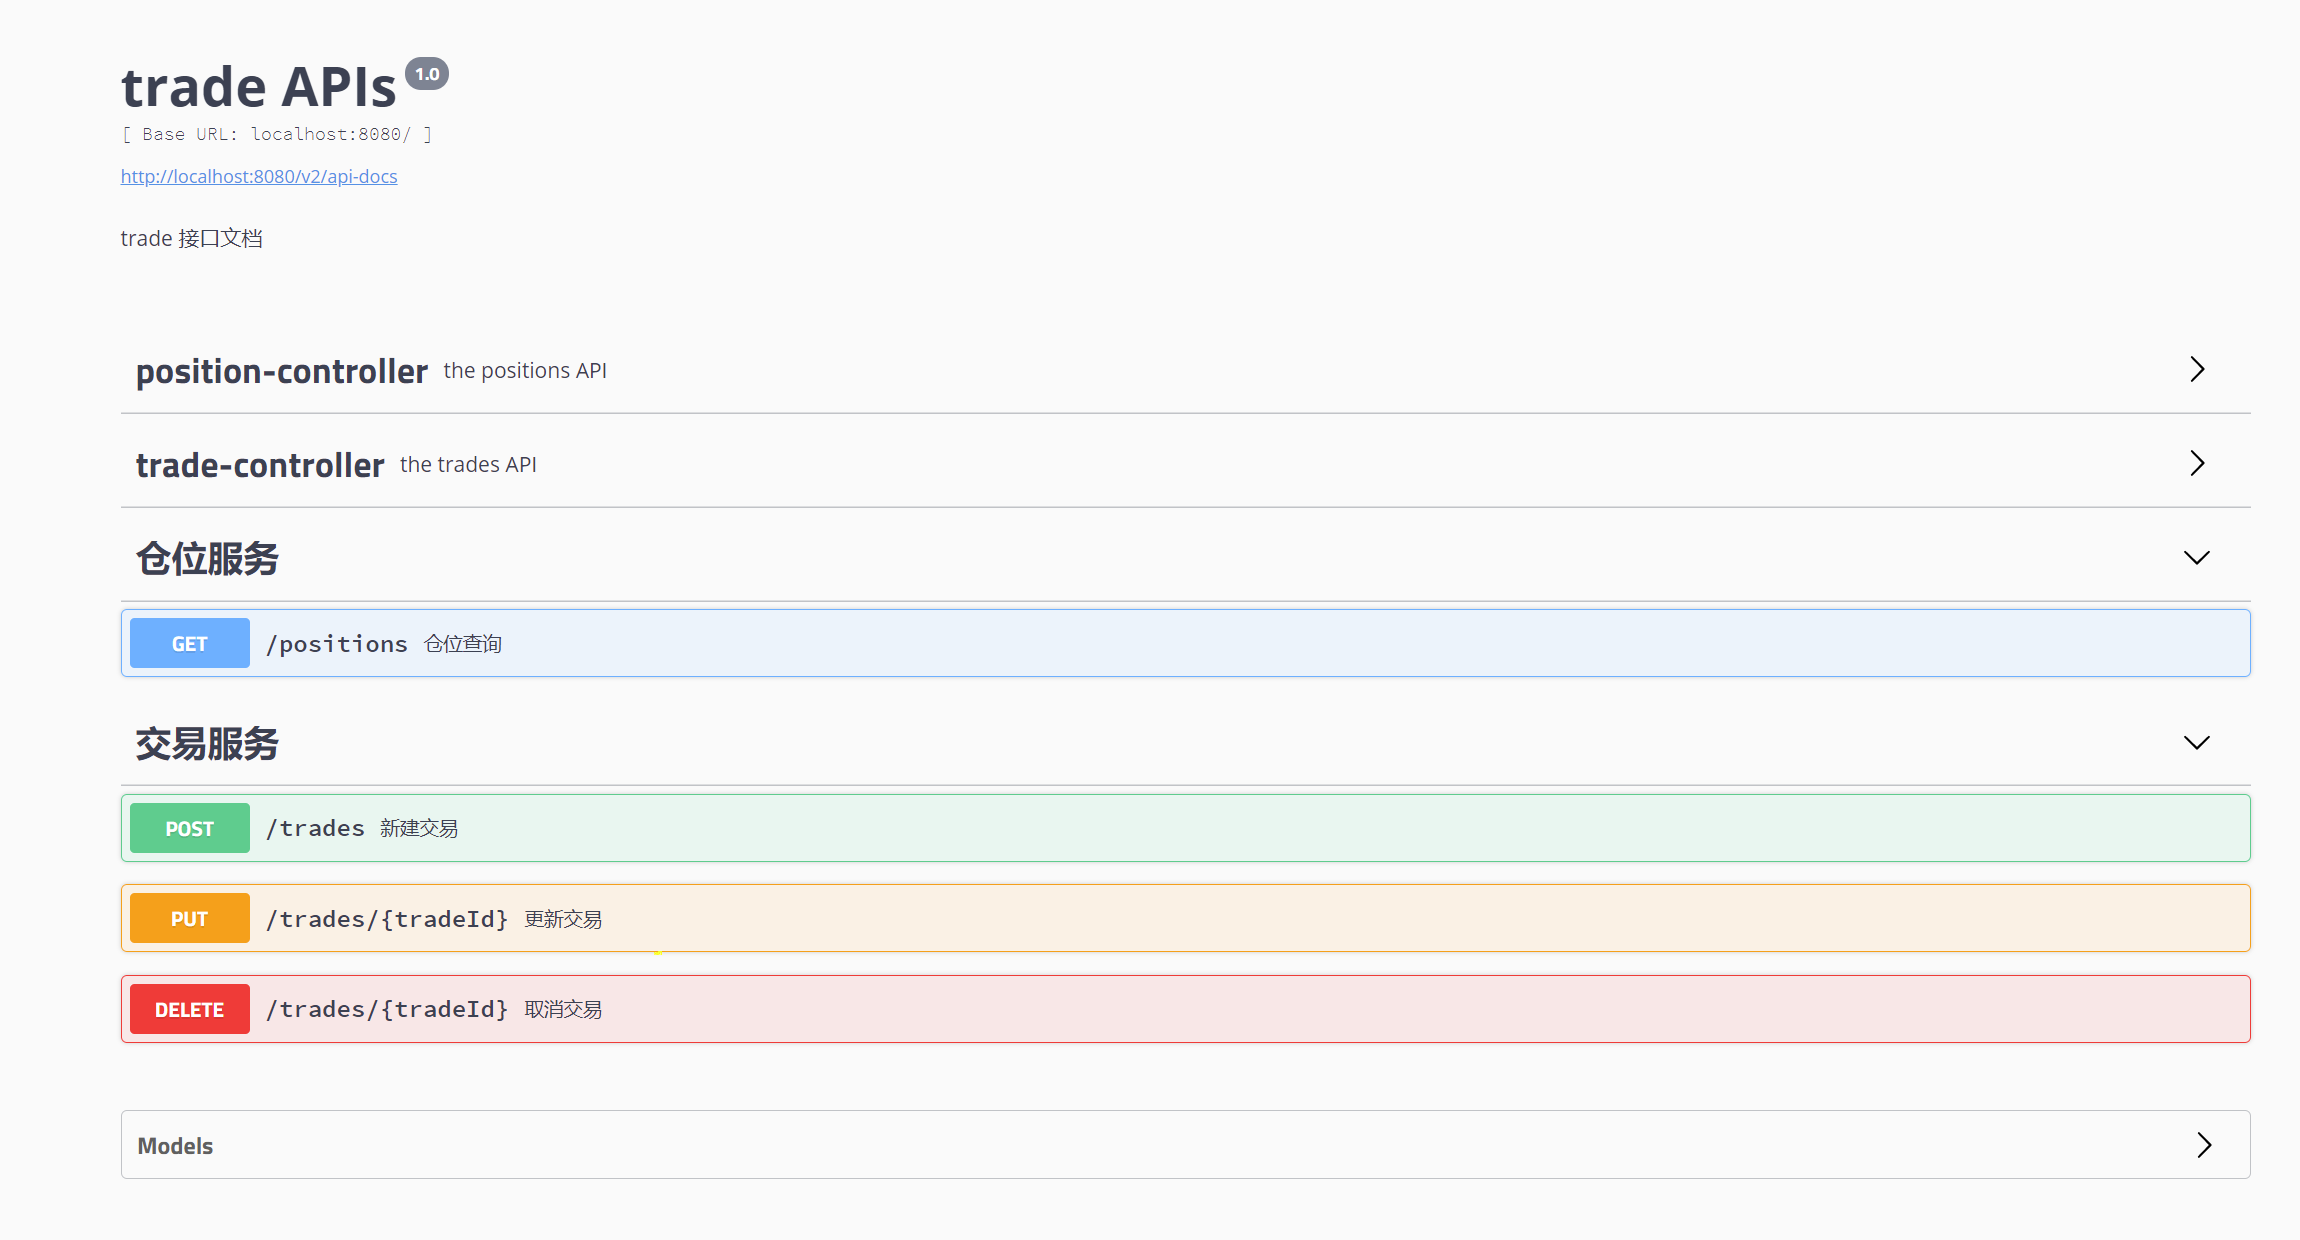 trade APIs 1.0
[ Base URL: localhost:8080/ ]
http://localhost:8080/v2/api-docs
trade 接口文档
position-controller the positions API
trade-controller the trades API
仓位服务
GET /positions 仓位查询
交易服务
POST /trades 新建交易
PUT /trades/{tradeId} 更新交易
DELETE /trades/{tradeId} 取消交易
Models